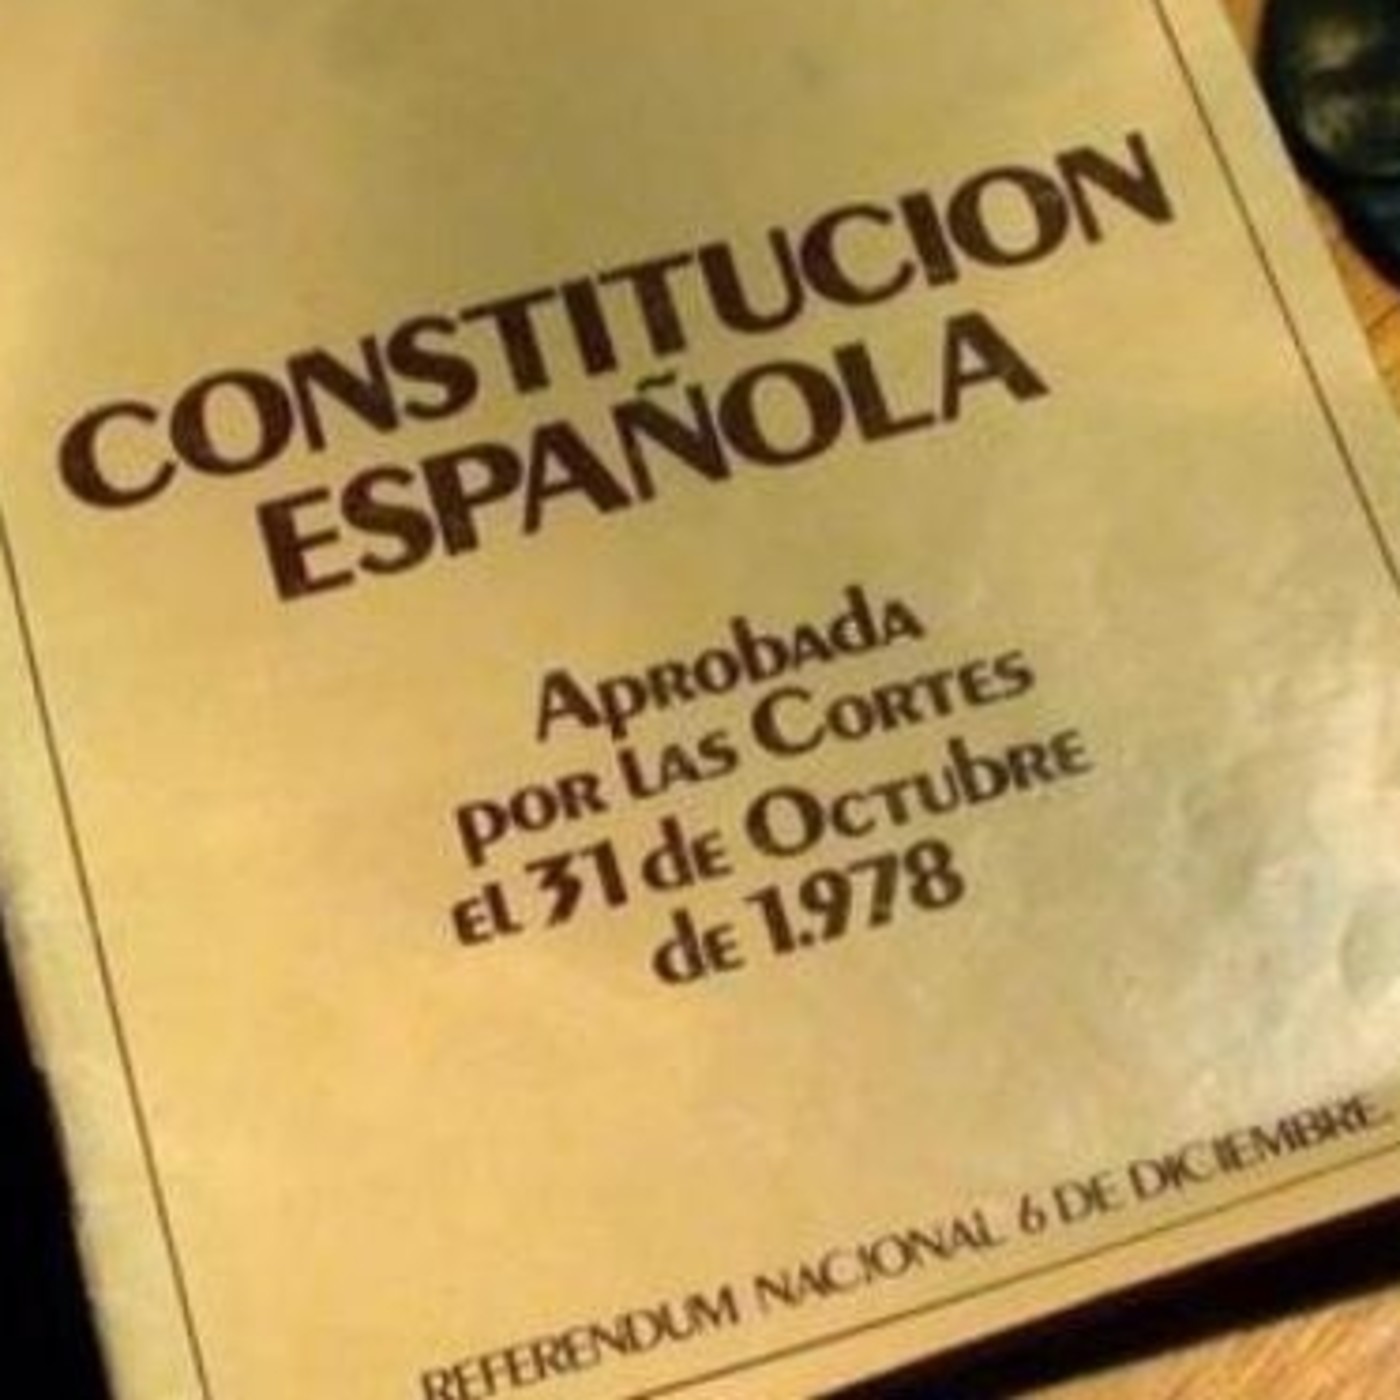 CONSTITUCION
ESPAÑOLA
Aprobada
por las Cortes
el 31 de Octubre
de 1.978
REFERENDUM NACIONAL 6 DE DICIEMBRE